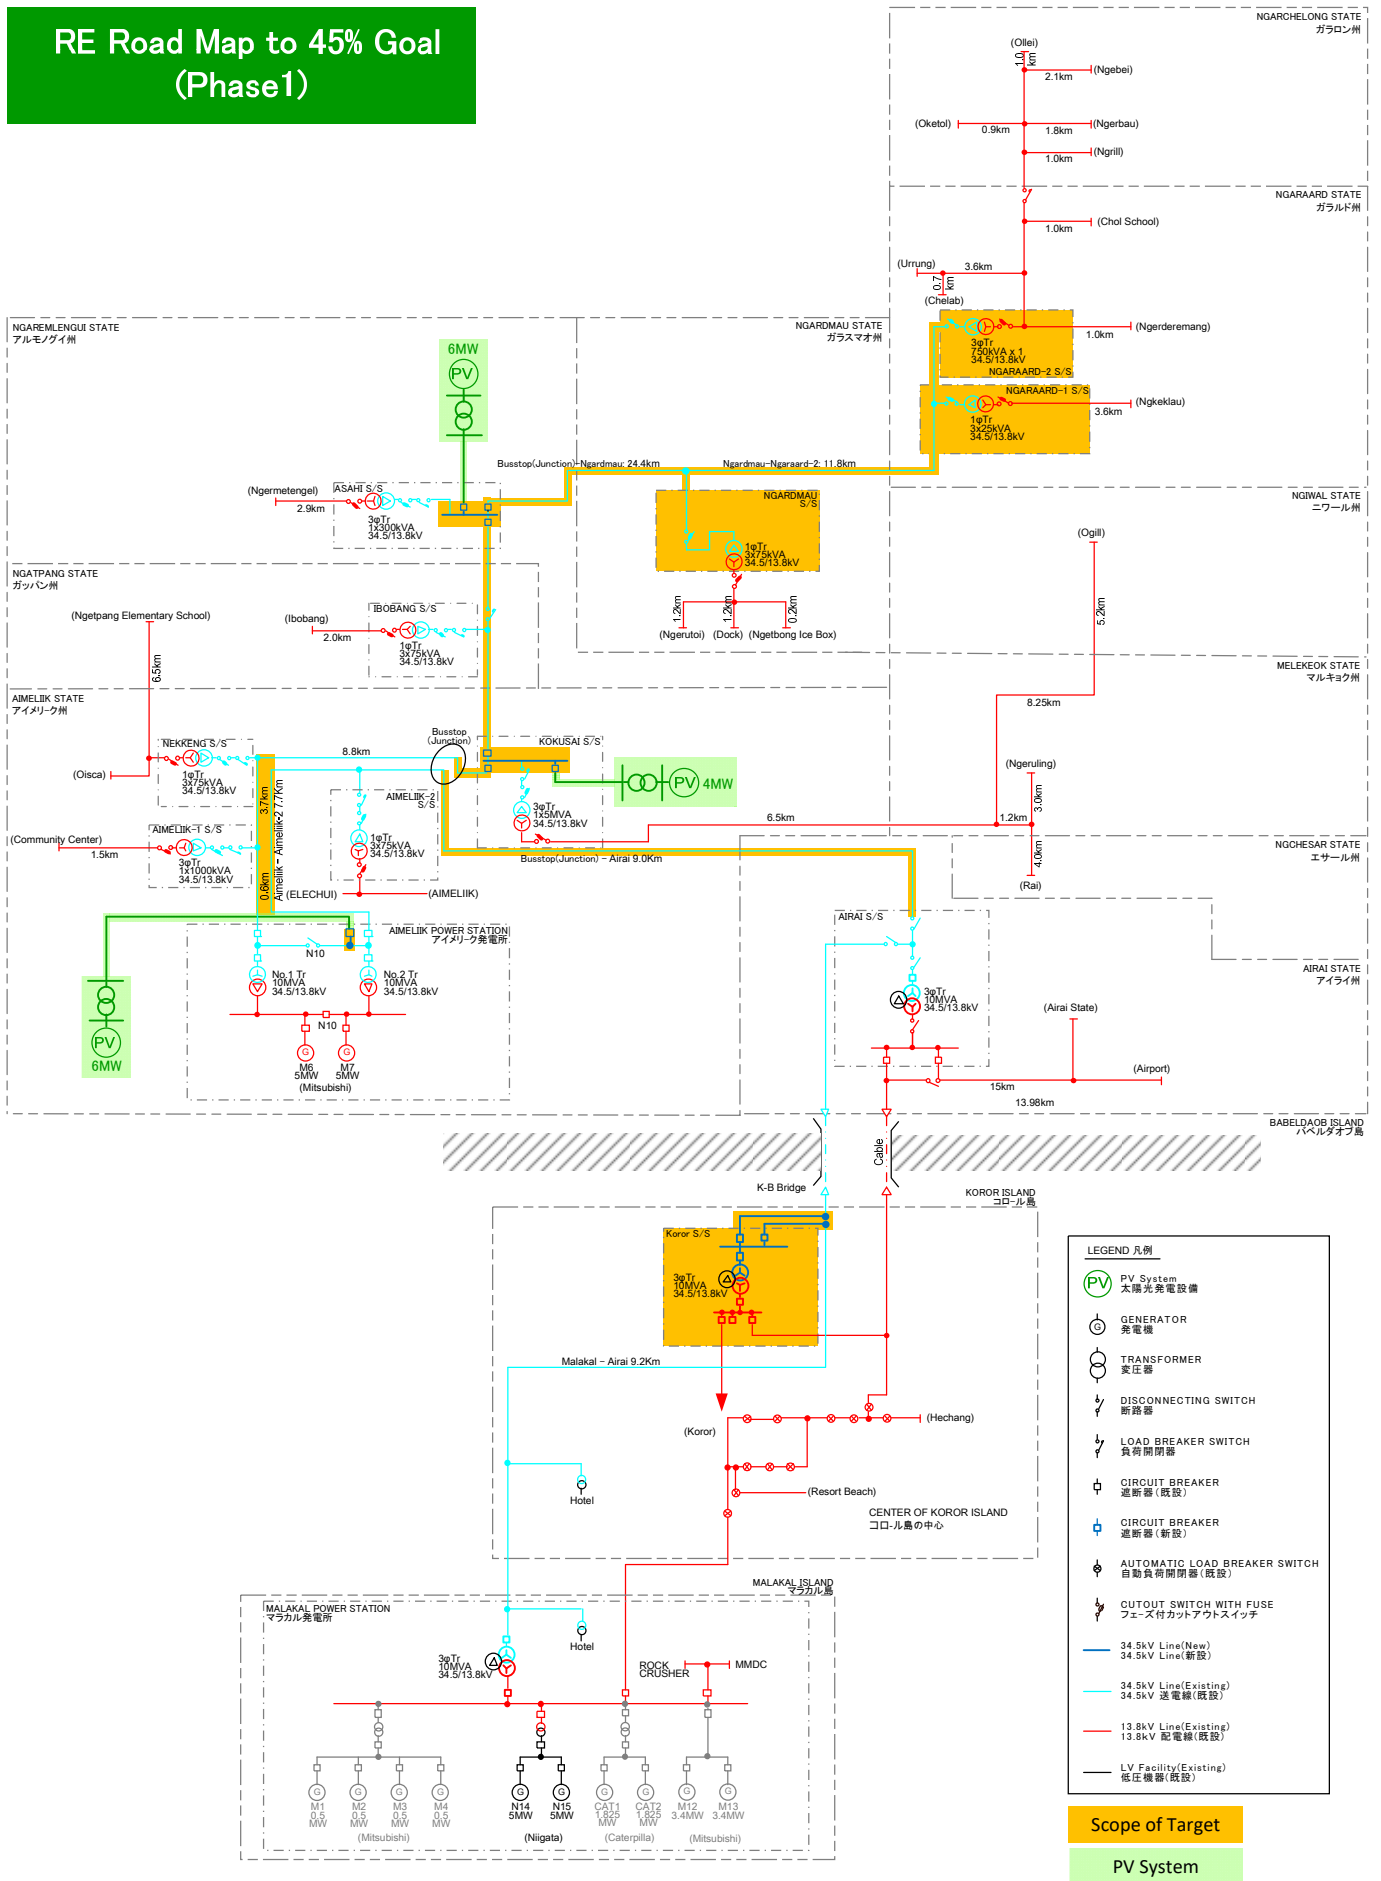 RE Road Map to 45% Goal
(Phase1)
NGARCHELONG STATE
ガラロン州
(Ollei)
1.0
km
2.1km
(Ngebei)
(Oketol)
0.9km
1.8km
(Ngerbau)
1.0km
(Ngrill)
NGARAARD STATE
ガラルド州
1.0km
(Chol School)
(Urrung)
3.6km
0.7
km
(Chelab)
1.0km
(Ngerderemang)
3φTr
750kVA x 1
34.5/13.8kV
NGARAARD-2 S/S
NGARAARD-1 S/S
3.6km
(Ngkeklau)
1φTr
3x25kVA
34.5/13.8kV
NGAREMLENGUI STATE
アルモノグイ州
6MW
PV
NGARDMAU STATE
ガラスマオ州
Busstop(Junction)-Ngardmau: 24.4km
Ngardmau-Ngaraard-2: 11.8km
ASAHI S/S
(Ngermetengel)
2.9km
3φTr
1x300kVA
34.5/13.8kV
NGARDMAU
S/S
1φTr
3x75kVA
34.5/13.8kV
1.2km
1.2km
0.2km
(Ngerutoi)
(Dock)
(Ngetbong Ice Box)
NGIWAL STATE
ニワール州
(Ogill)
5.2km
NGATPANG STATE
ガッパン州
(Ngetpang Elementary School)
6.5km
(Ibobang)
2.0km
IBOBANG S/S
1φTr
3x75kVA
34.5/13.8kV
MELEKEOK STATE
マルキョク州
8.25km
(Ngeruling)
3.0km
1.2km
6.5km
4.0km
(Rai)
AIMELIIK STATE
アイメリーク州
NEKKENG S/S
(Oisca)
1φTr
3x75kVA
34.5/13.8kV
8.8km
Busstop
(Junction)
KOKUSAI S/S
PV
4MW
3φTr
1x5MVA
34.5/13.8kV
AIMELIIK-2
S/S
1φTr
3x75kVA
34.5/13.8kV
3.7km
0.6km
Aimeliik - Aimeliik-2 7.7Km
AIMELIIK-1 S/S
(Community Center)
1.5km
3φTr
1x1000kVA
34.5/13.8kV
(ELECHUI)
(AIMELIIK)
Busstop(Junction) - Airai 9.0Km
NGCHESAR STATE
エサール州
AIMELIIK POWER STATION
アイメリーク発電所
N10
No.1 Tr
10MVA
34.5/13.8kV
No.2 Tr
10MVA
34.5/13.8kV
N10
G
G
M6
5MW
M7
5MW
(Mitsubishi)
PV
6MW
AIRAI S/S
3φTr
10MVA
34.5/13.8kV
AIRAI STATE
アイライ州
(Airai State)
(Airport)
15km
13.98km
BABELDAOB ISLAND
バベルダオブ島
Cable
K-B Bridge
KOROR ISLAND
コロール島
Koror S/S
3φTr
10MVA
34.5/13.8kV
Malakal - Airai 9.2Km
(Koror)
(Hechang)
(Resort Beach)
Hotel
CENTER OF KOROR ISLAND
コロ-ル島の中心
MALAKAL ISLAND
マラカル島
MALAKAL POWER STATION
マラカル発電所
Hotel
3φTr
10MVA
34.5/13.8kV
ROCK
CRUSHER
MMDC
G
G
G
G
G
G
G
G
G
G
M1
0.5
MW
M2
0.5
MW
M3
0.5
MW
M4
0.5
MW
(Mitsubishi)
N14
5MW
N15
5MW
(Niigata)
CAT1
1.825
MW
CAT2
1.825
MW
(Caterpilla)
M12
3.4MW
M13
3.4MW
(Mitsubishi)
LEGEND 凡例
PV
PV System
太陽光発電設備
G
GENERATOR
発電機
TRANSFORMER
変圧器
DISCONNECTING SWITCH
断路器
LOAD BREAKER SWITCH
負荷開閉器
CIRCUIT BREAKER
遮断器(既設)
CIRCUIT BREAKER
遮断器(新設)
AUTOMATIC LOAD BREAKER SWITCH
自動負荷開閉器(既設)
CUTOUT SWITCH WITH FUSE
フェーズ付カットアウトスイッチ
34.5kV Line(New)
34.5kV Line(新設)
34.5kV Line(Existing)
34.5kV 送電線(既設)
13.8kV Line(Existing)
13.8kV 配電線(既設)
LV Facility(Existing)
低圧機器(既設)
Scope of Target
PV System